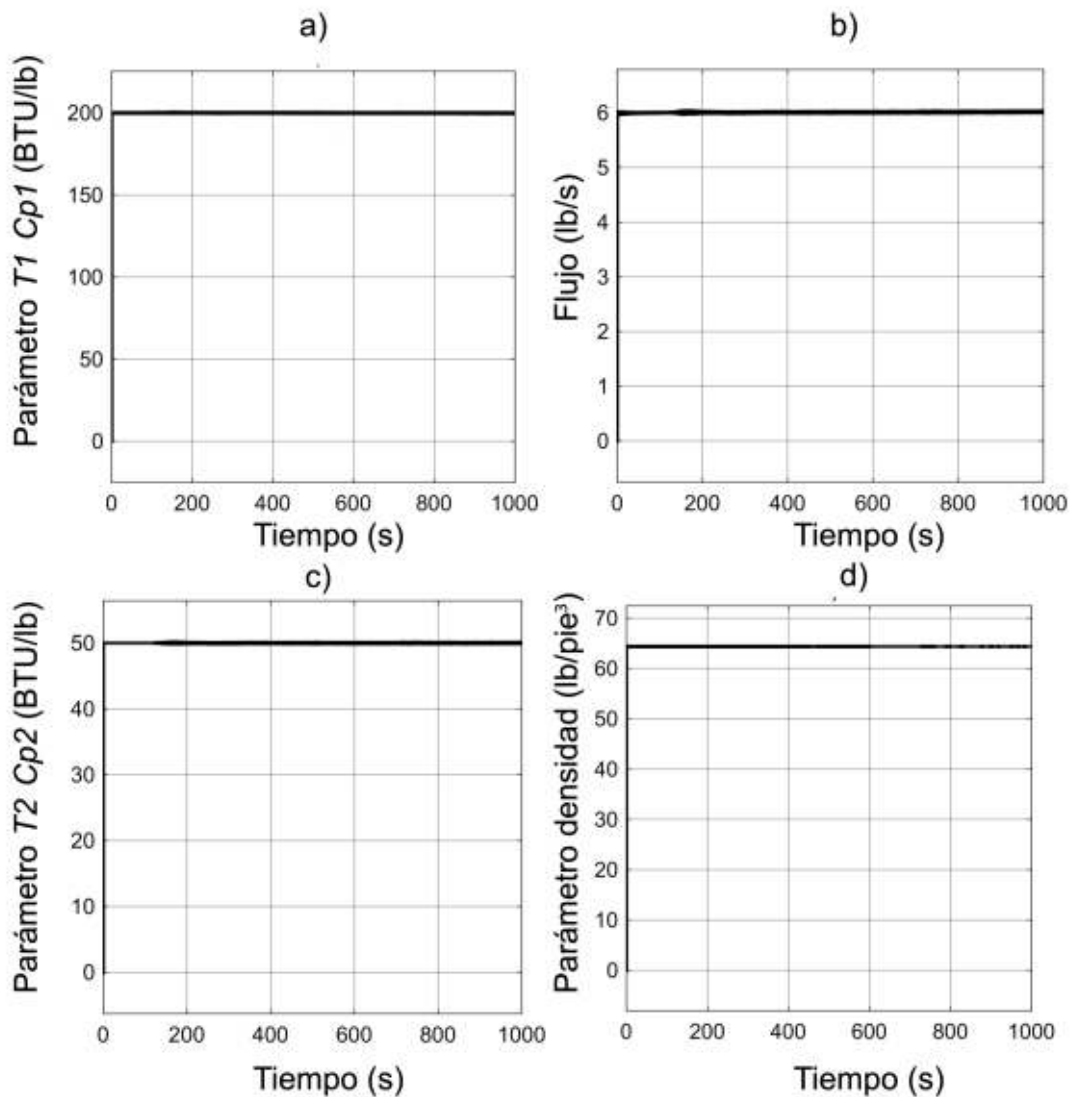 a)
Parámetro T1 Cp1 (BTU/lb)
200
150
100
50
0
0 200 400 600 800 1000
Tiempo (s)
b)
Flujo (lb/s)
6
5
4
3
2
1
0
0 200 400 600 800 1000
Tiempo (s)
c)
Parámetro T2 Cp2 (BTU/lb)
50
40
30
20
10
0
0 200 400 600 800 1000
Tiempo (s)
d)
Parámetro densidad (lb/pie³)
70
60
50
40
30
20
10
0
0 200 400 600 800 1000
Tiempo (s)